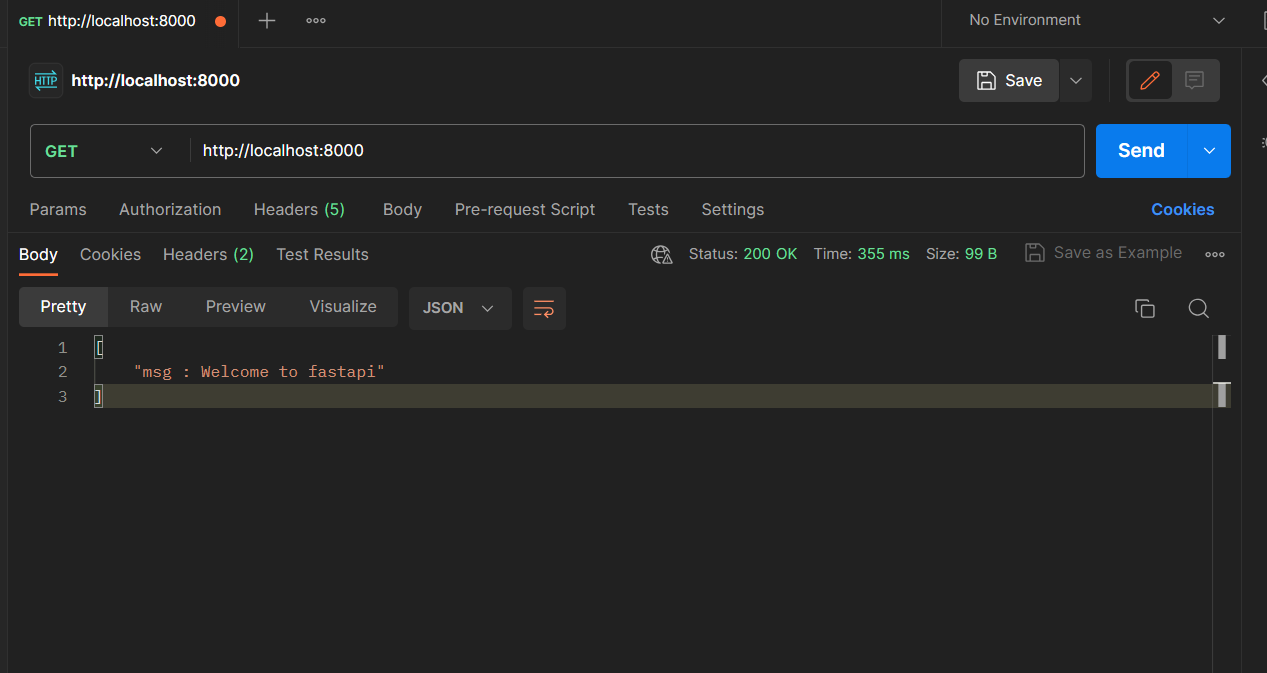 GET http://localhost:8000
No Environment
HTTP http://localhost:8000
Save
GET http://localhost:8000
Send
Params Authorization Headers (5) Body Pre-request Script Tests Settings Cookies
Body Cookies Headers (2) Test Results Status: 200 OK Time: 355 ms Size: 99 B Save as Example
Pretty Raw Preview Visualize JSON
1 [
2 "msg : Welcome to fastapi"
3 ]